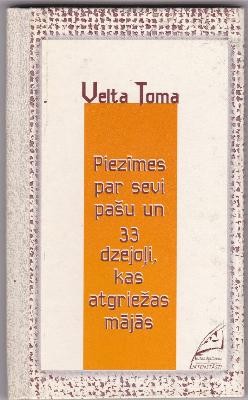 Velta Toma
Piezīmes
par sevi
pašu un
33
dzejoļi,
kas
atgriežas
mājās